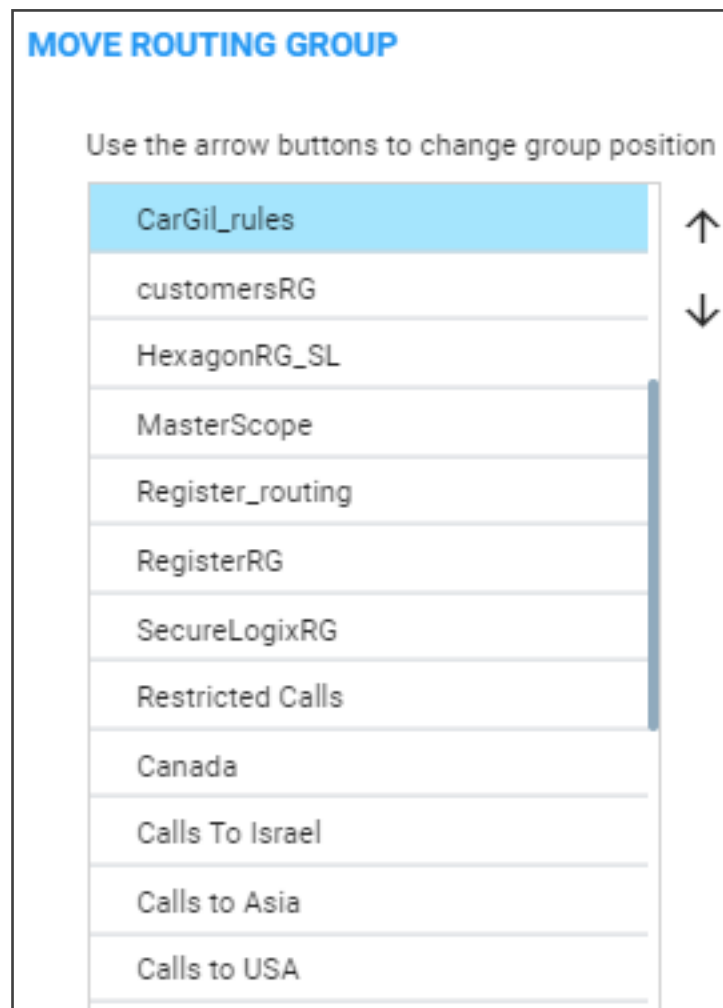 MOVE ROUTING GROUP
Use the arrow buttons to change group position
CarGil_rules
customersRG
HexagonRG_SL
MasterScope
Register_routing
RegisterRG
SecureLogixRG
Restricted Calls
Canada
Calls To Israel
Calls to Asia
Calls to USA